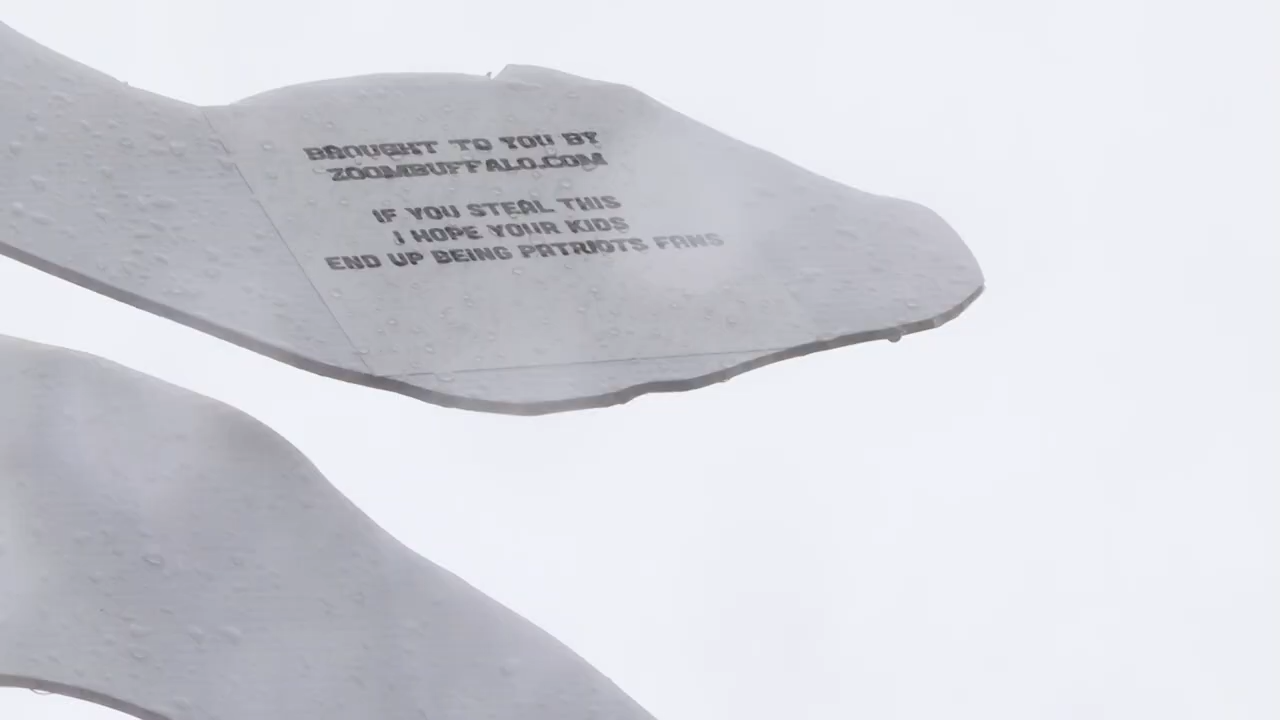 BROUGHT TO YOU BY
ZOOMBUFFALO.COM
IF YOU STEAL THIS
I HOPE YOUR KIDS
END UP BEING PATRIOTS FANS